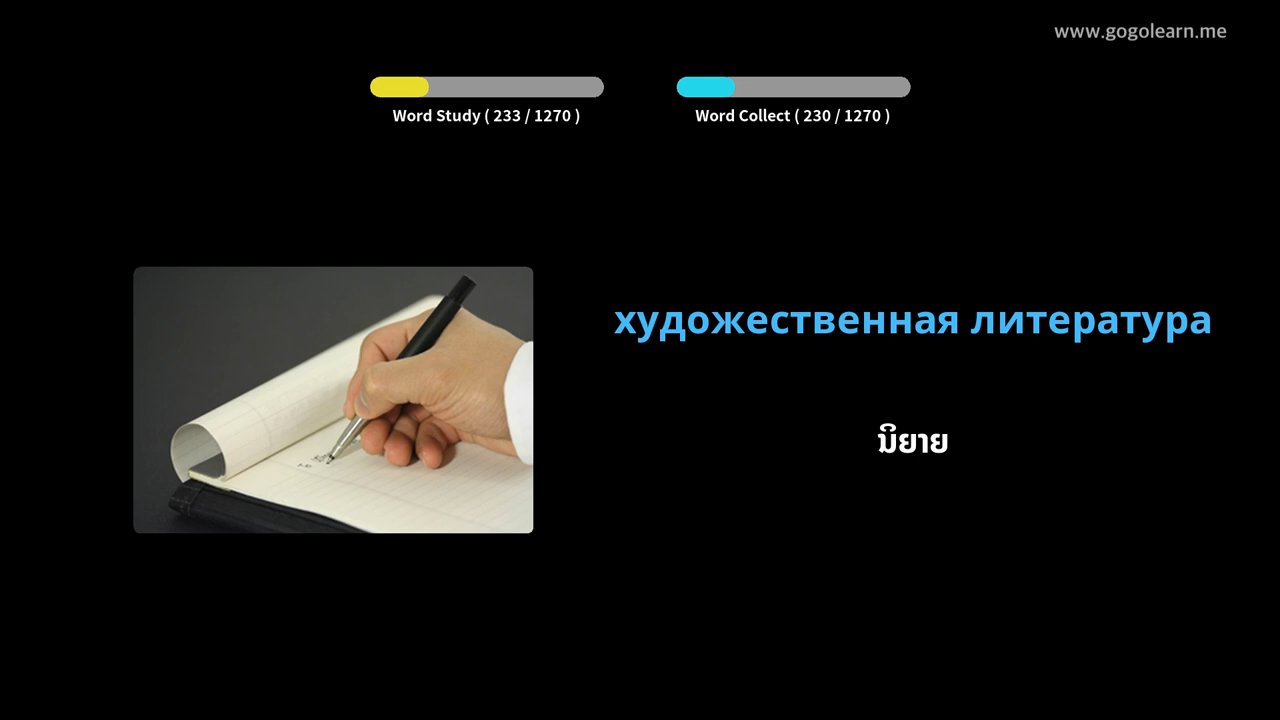 www.gogolearn.me
Word Study ( 233 / 1270 )
Word Collect ( 230 / 1270 )
художественная литература
ນິຍາຍ